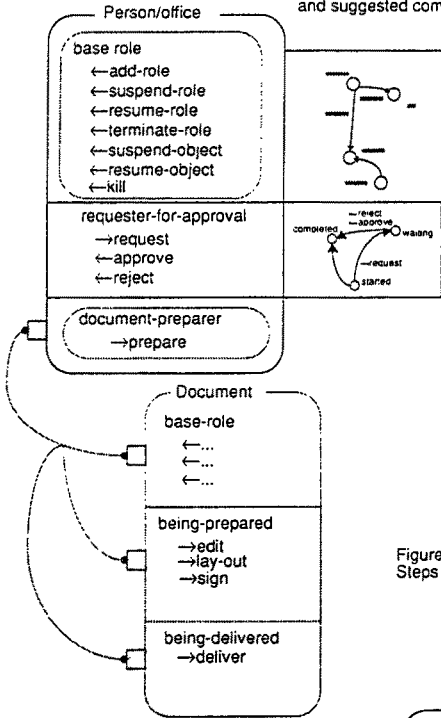 and suggested com
Person/office
base role
←add-role
←suspend-role
←resume-role
←terminate-role
←suspend-object
←resume-object
←kill
requester-for-approval
→request
←approve
←reject
completed
←reject
←approve
waiting
→request
started
document-preparer
→prepare
Document
base-role
←...
←...
←...
being-prepared
→edit
→lay-out
→sign
Figure
Steps
being-delivered
→deliver